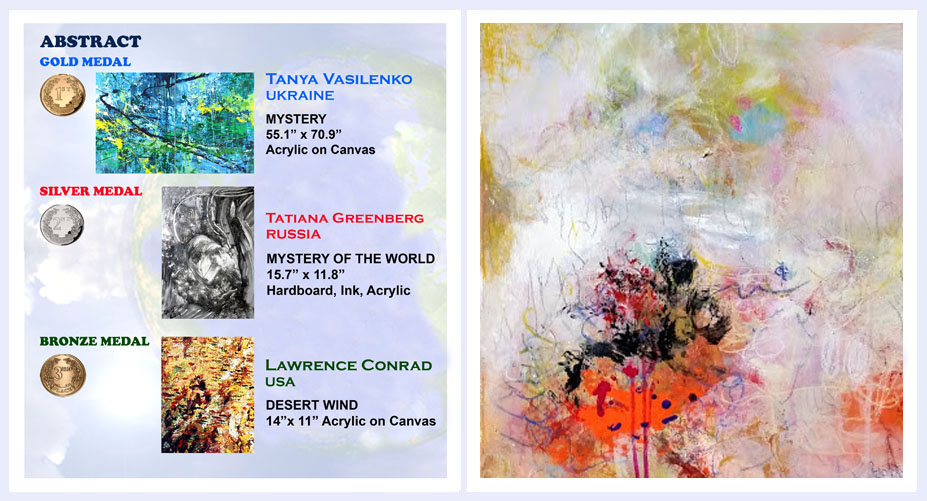 ABSTRACT
GOLD MEDAL
1ST
TANYA VASILENKO
UKRAINE
MYSTERY
55.1” x 70.9”
Acrylic on Canvas
SILVER MEDAL
TATIANA GREENBERG
RUSSIA
MYSTERY OF THE WORLD
15.7” x 11.8”
Hardboard, Ink, Acrylic
BRONZE MEDAL
LAWRENCE CONRAD
USA
DESERT WIND
14”x 11” Acrylic on Canvas